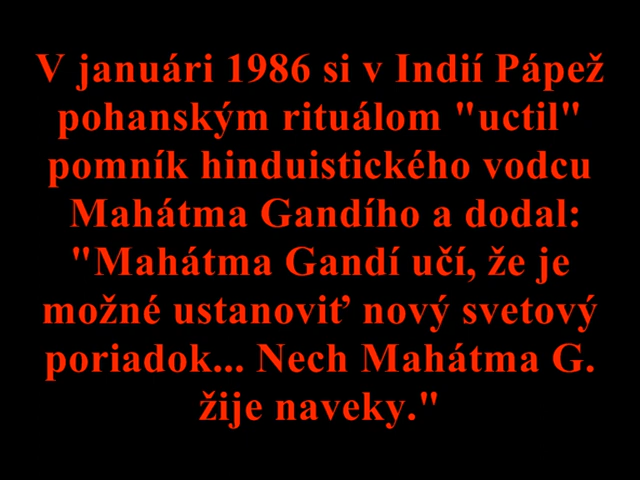 V januári 1986 si v Indií Pápež
pohanským rituálom "uctil"
pomník hinduistického vodcu
Mahátma Gandího a dodal:
"Mahátma Gandí učí, že je
možné ustanoviť nový svetový
poriadok... Nech Mahátma G.
žije naveky."